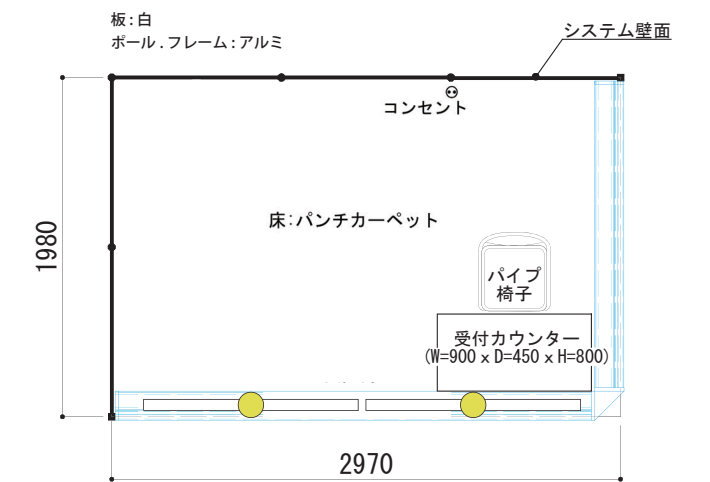 板:白
ポール.フレーム:アルミ
システム壁面
コンセント
床:パンチカーペット
1980
パイプ
椅子
受付カウンター
(W=900 x D=450 x H=800)
2970